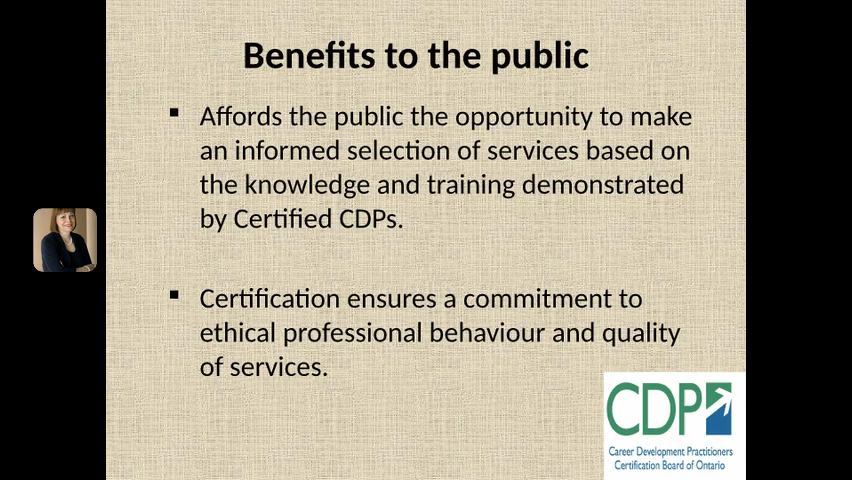 Benefits to the public
▪ Affords the public the opportunity to make
an informed selection of services based on
the knowledge and training demonstrated
by Certified CDPs.
▪ Certification ensures a commitment to
ethical professional behaviour and quality
of services.
CDP
Career Development Practitioners
Certification Board of Ontario